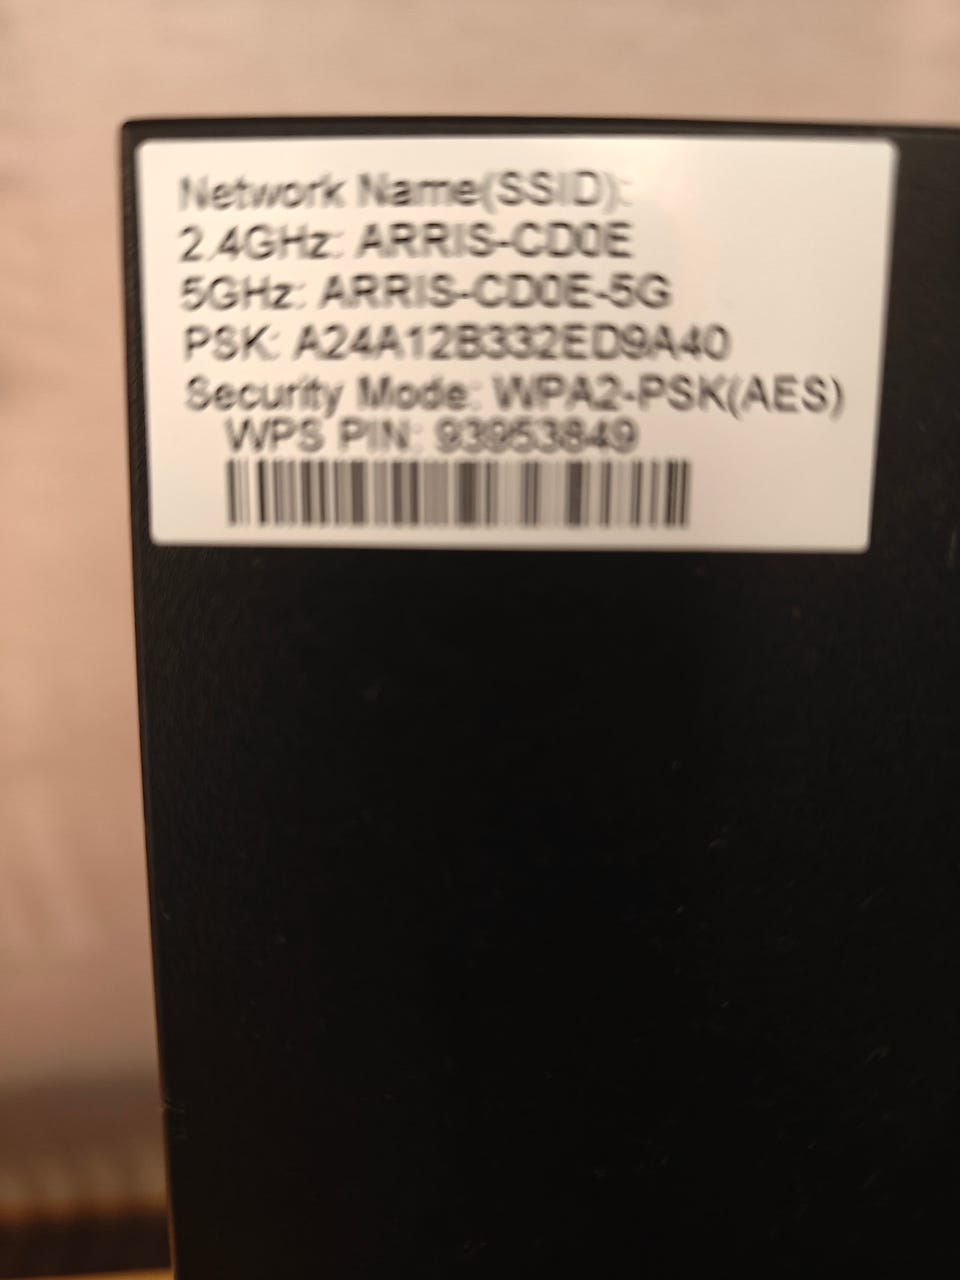 Network Name(SSID):
2.4GHz: ARRIS-CD0E
5GHz: ARRIS-CD0E-5G
PSK: A24A12B332ED9A40
Security Mode: WPA2-PSK(AES)
WPS PIN: 93953849